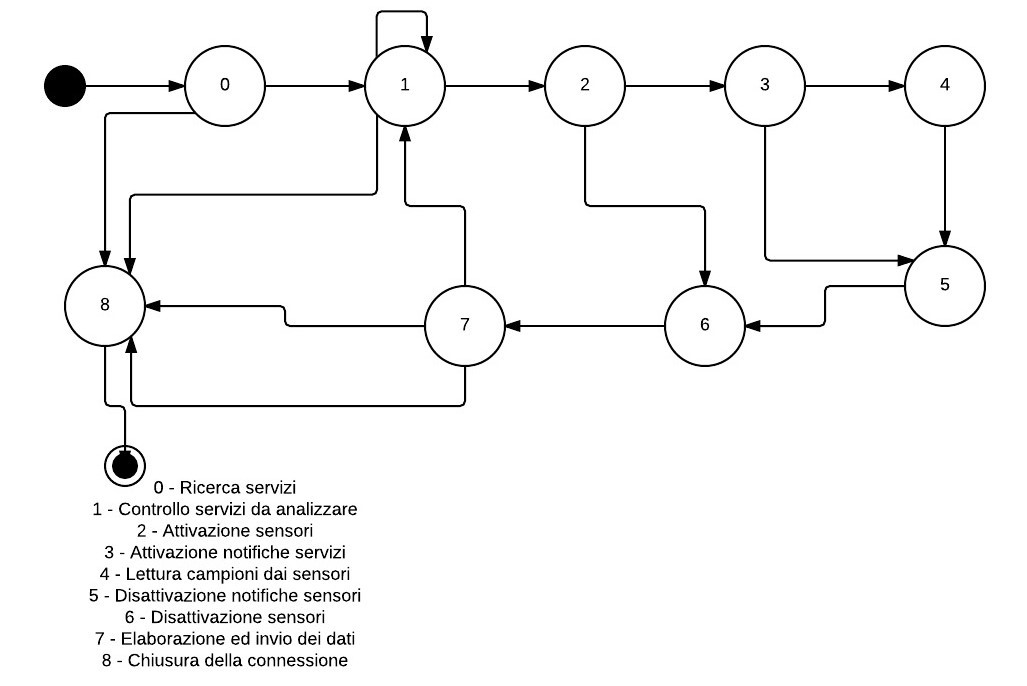 0
1
2
3
4
8
7
6
5
0 - Ricerca servizi
1 - Controllo servizi da analizzare
2 - Attivazione sensori
3 - Attivazione notifiche servizi
4 - Lettura campioni dai sensori
5 - Disattivazione notifiche sensori
6 - Disattivazione sensori
7 - Elaborazione ed invio dei dati
8 - Chiusura della connessione